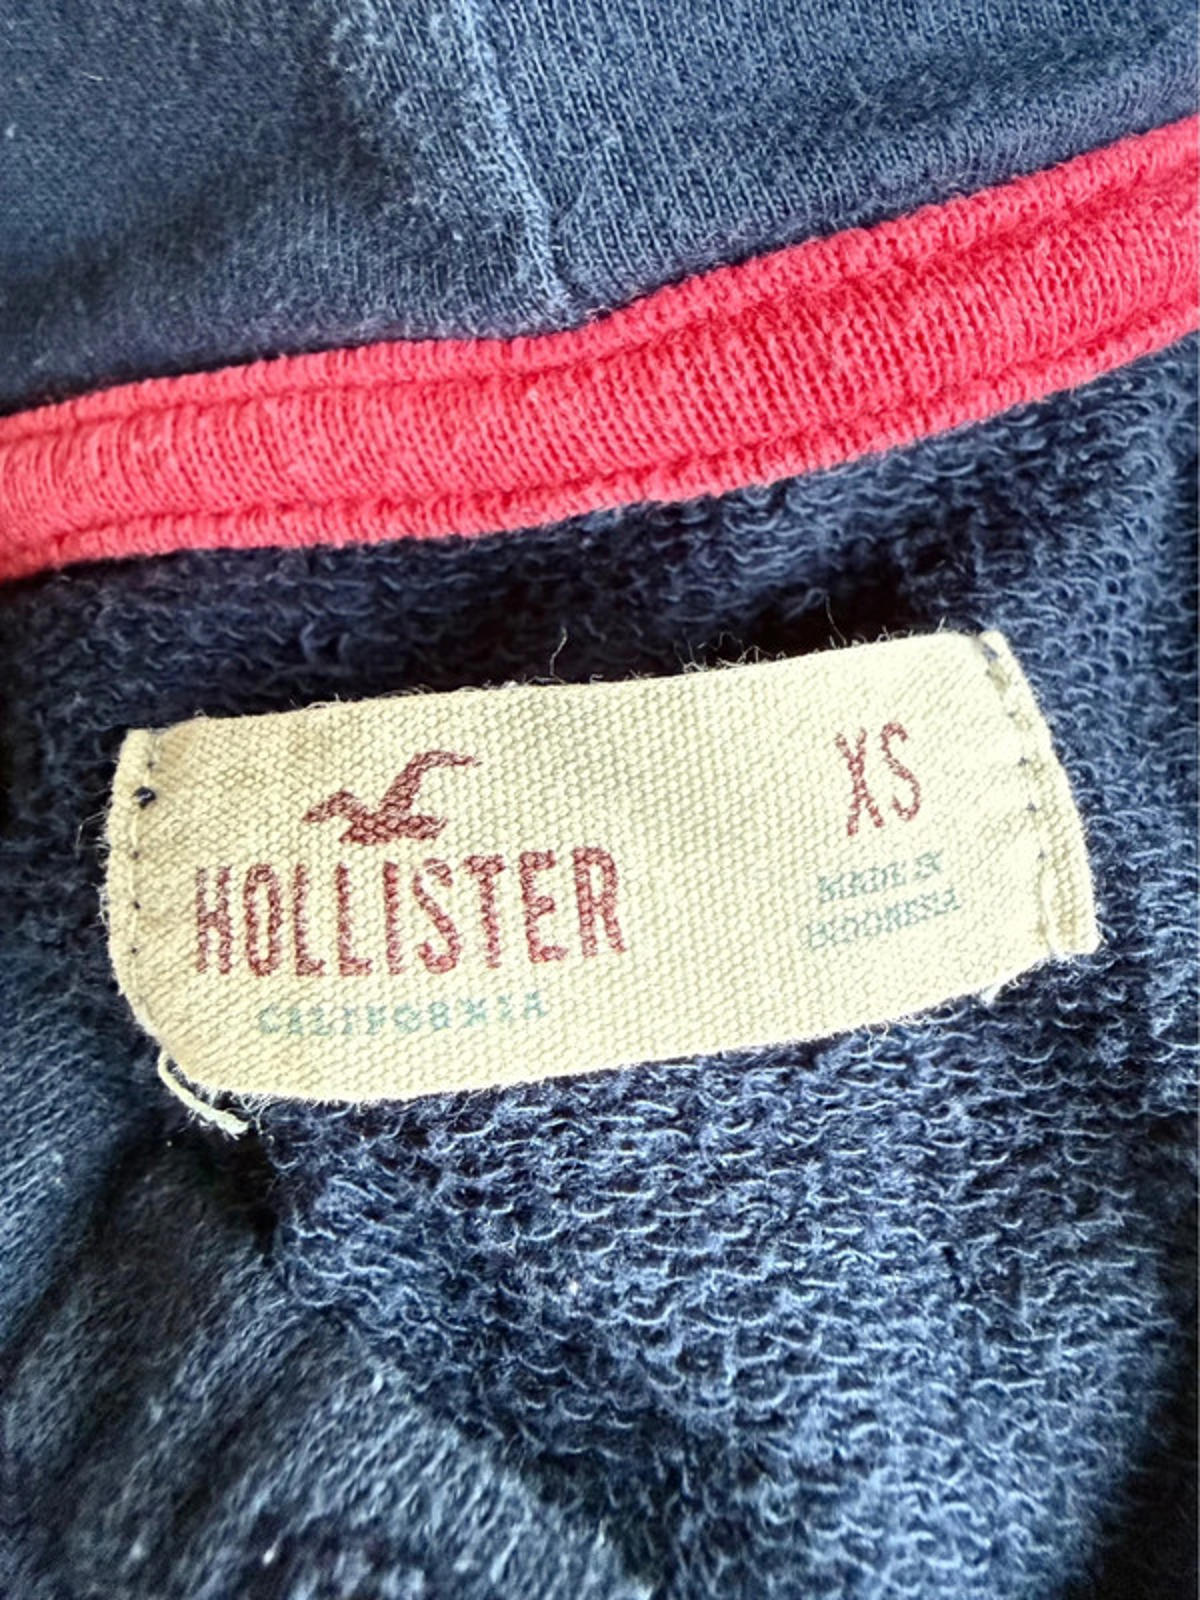 HOLLISTER
CALIFORNIA
XS
MADE IN
INDONESIA